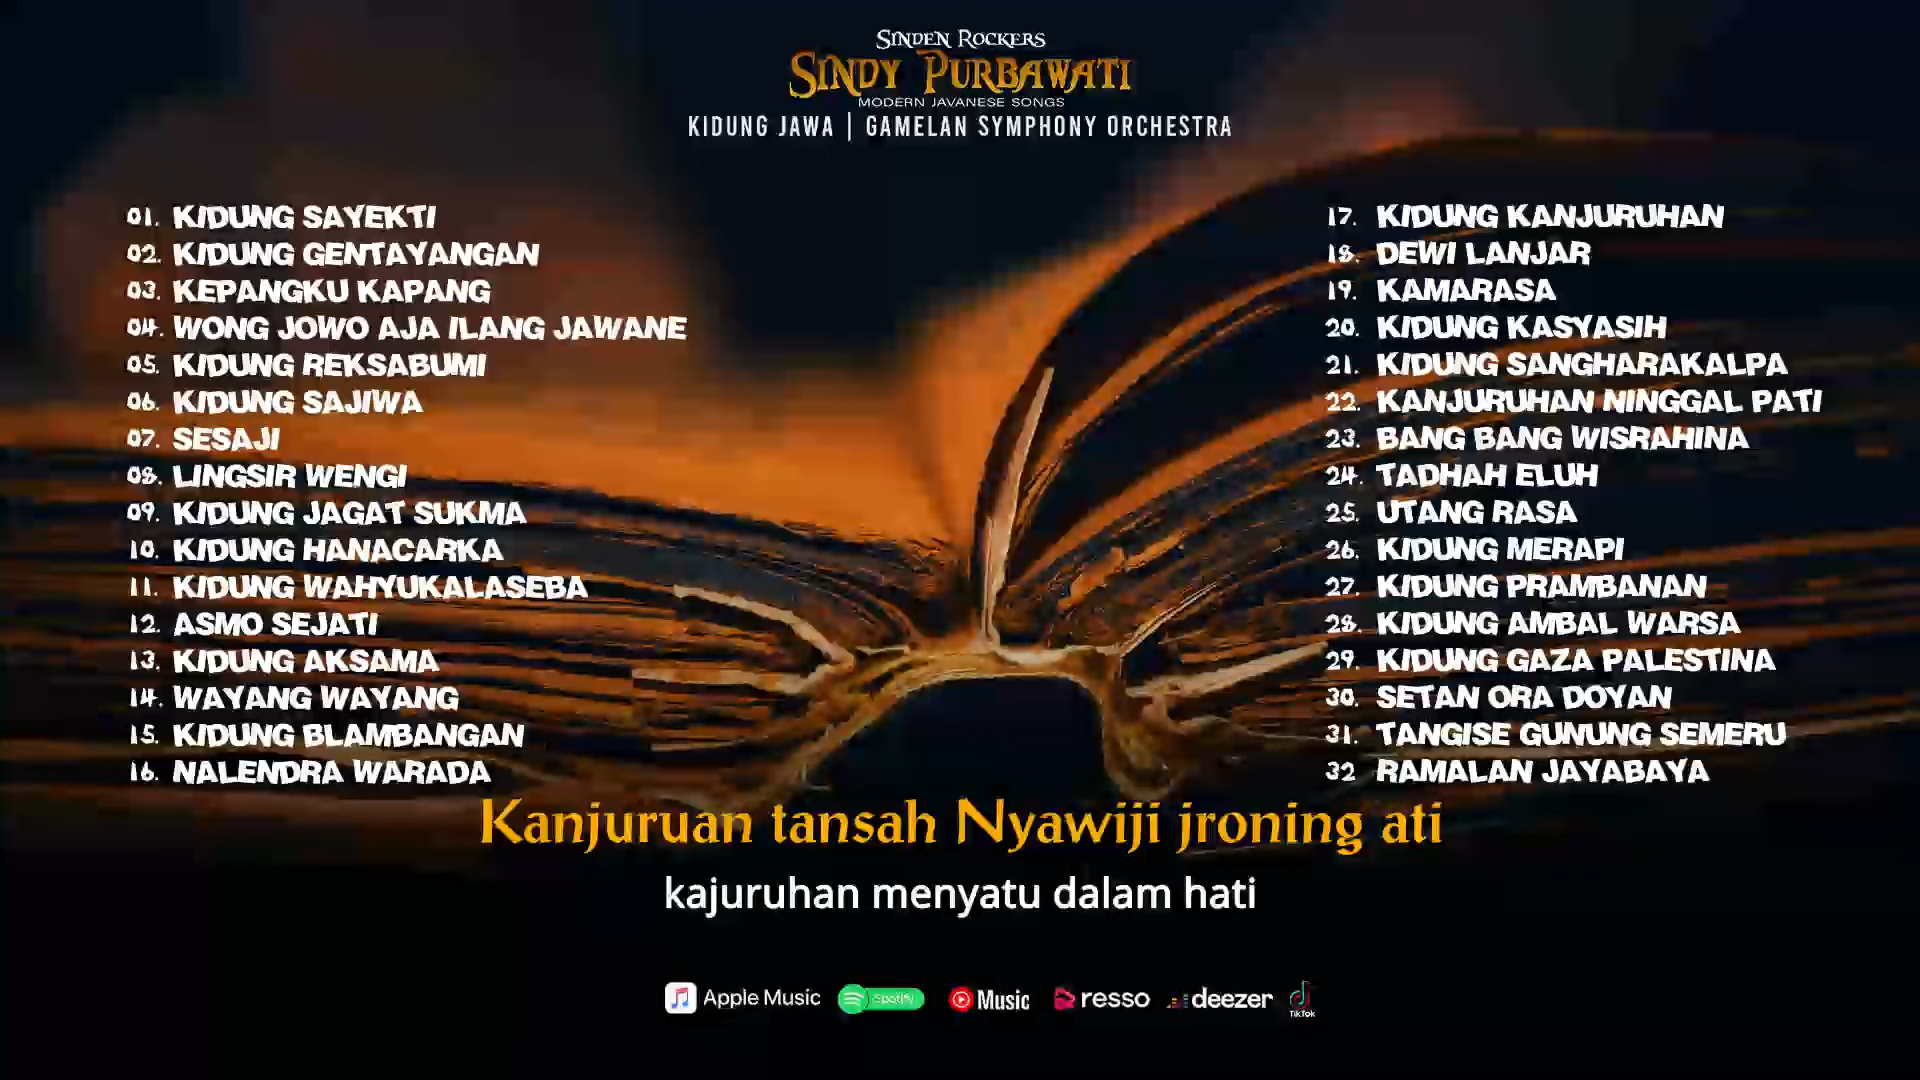 SINDEN ROCKERS
SINDY PURBAWATI
MODERN JAVANESE SONGS
KIDUNG JAWA | GAMELAN SYMPHONY ORCHESTRA
01. KIDUNG SAYEKTI
02. KIDUNG GENTAYANGAN
03. KEPANGKU KAPANG
04. WONG JOWO AJA ILANG JAWANE
05. KIDUNG REKSABUMI
06. KIDUNG SAJIWA
07. SESAJI
08. LINGSIR WENGI
09. KIDUNG JAGAT SUKMA
10. KIDUNG HANACARKA
11. KIDUNG WAHYUKALASEBA
12. ASMO SEJATI
13. KIDUNG AKSAMA
14. WAYANG WAYANG
15. KIDUNG BLAMBANGAN
16. NALENDRA WARADA
17. KIDUNG KANJURUHAN
18. DEWI LANJAR
19. KAMARASA
20. KIDUNG KASYASIH
21. KIDUNG SANGHARAKALPA
22. KANJURUHAN NINGGAL PATI
23. BANG BANG WISRAHINA
24. TADHAH ELUH
25. UTANG RASA
26. KIDUNG MERAPI
27. KIDUNG PRAMBANAN
28. KIDUNG AMBAL WARSA
29. KIDUNG GAZA PALESTINA
30. SETAN ORA DOYAN
31. TANGISE GUNUNG SEMERU
32 RAMALAN JAYABAYA
Kanjuruan tansah Nyawiji jroning ati
kajuruhan menyatu dalam hati
Apple Music Spotify Music resso deezer TikTok